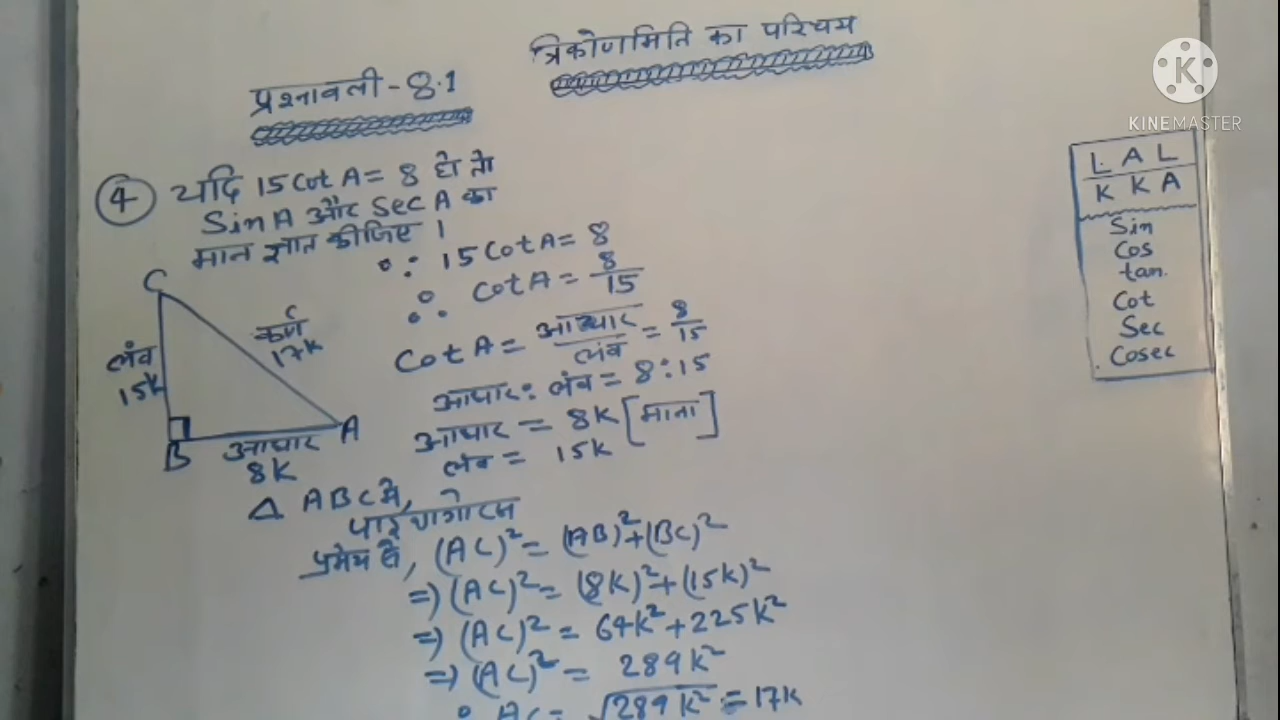 त्रिकोणमिति का परिचय
प्रश्नावली - 8.1
④ यदि 15 Cot A = 8 हो तो
Sin A और Sec A का
मान ज्ञात कीजिए ।
∵ 15 Cot A = 8
∴ Cot A = 8/15
Cot A = आधार/लंब = 8/15
आधार : लंब = 8 : 15
आधार = 8K [माना]
लंब = 15K
C
लंब
15K
कर्ण
17K
B
आधार
A
8K
Δ ABC में,
पाइथागोरस
प्रमेय से, (AC)² = (AB)² + (BC)²
⇒ (AC)² = (8K)² + (15K)²
⇒ (AC)² = 64K² + 225K²
⇒ (AC)² = 289K²
∴ AC = √289K² = 17K
L A L
K K A
Sin
Cos
tan
Cot
Sec
Cosec
K
KINEMASTER